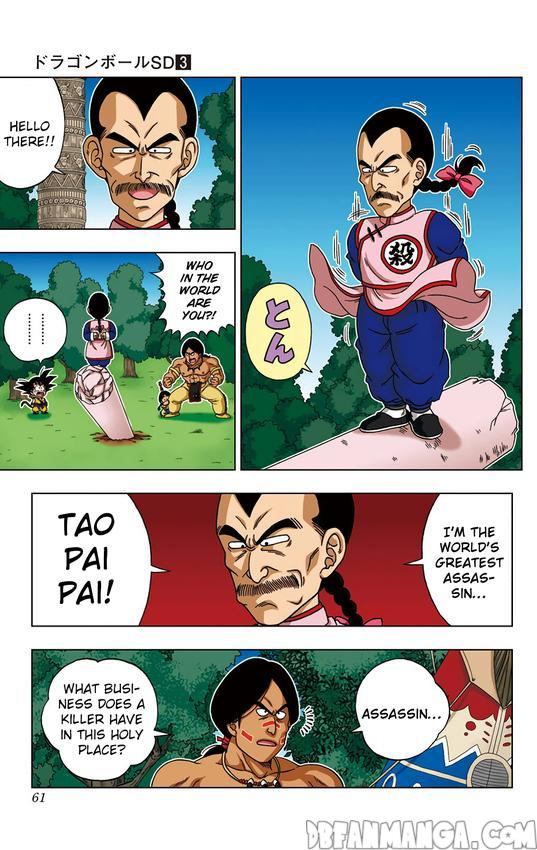 ドラゴンボールSD3
とん
殺
HELLO
THERE!!
WHO
IN THE
WORLD
ARE
YOU?!
………
I'M THE
WORLD'S
GREATEST
ASSAS-
SIN...
TAO
PAI
PAI!
ASSASSIN...
WHAT BUSI-
NESS DOES A
KILLER HAVE
IN THIS HOLY
PLACE?
61
DBFANMANGA.COM